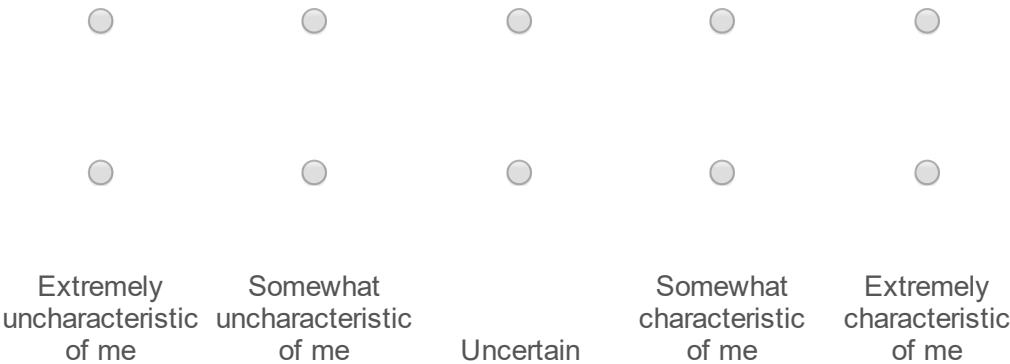 Extremely uncharacteristic of me
Somewhat uncharacteristic of me
Uncertain
Somewhat characteristic of me
Extremely characteristic of me